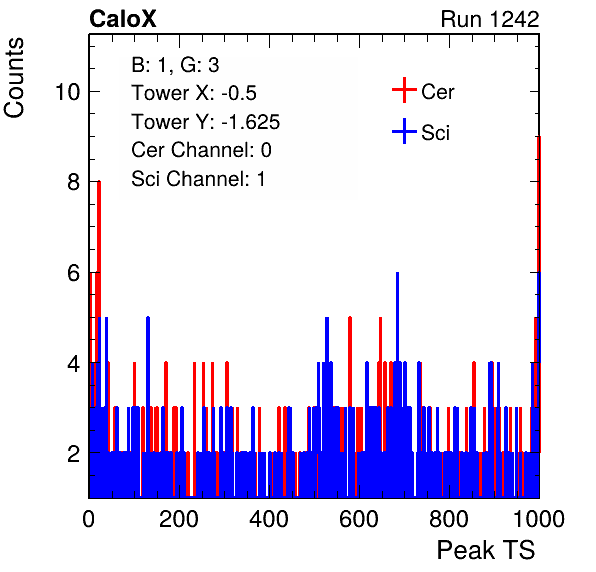 CaloX
Run 1242
Counts
B: 1, G: 3
Tower X: -0.5
Tower Y: -1.625
Cer Channel: 0
Sci Channel: 1
Cer
Sci
10
8
6
4
2
0 200 400 600 800 1000
Peak TS